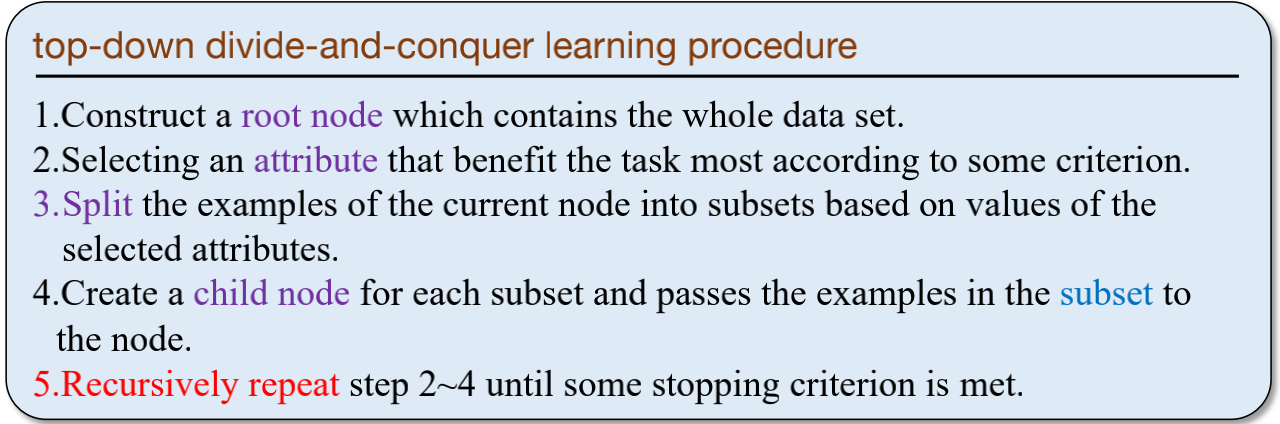 top-down divide-and-conquer learning procedure
1.Construct a root node which contains the whole data set.
2.Selecting an attribute that benefit the task most according to some criterion.
3.Split the examples of the current node into subsets based on values of the
selected attributes.
4.Create a child node for each subset and passes the examples in the subset to
the node.
5.Recursively repeat step 2~4 until some stopping criterion is met.